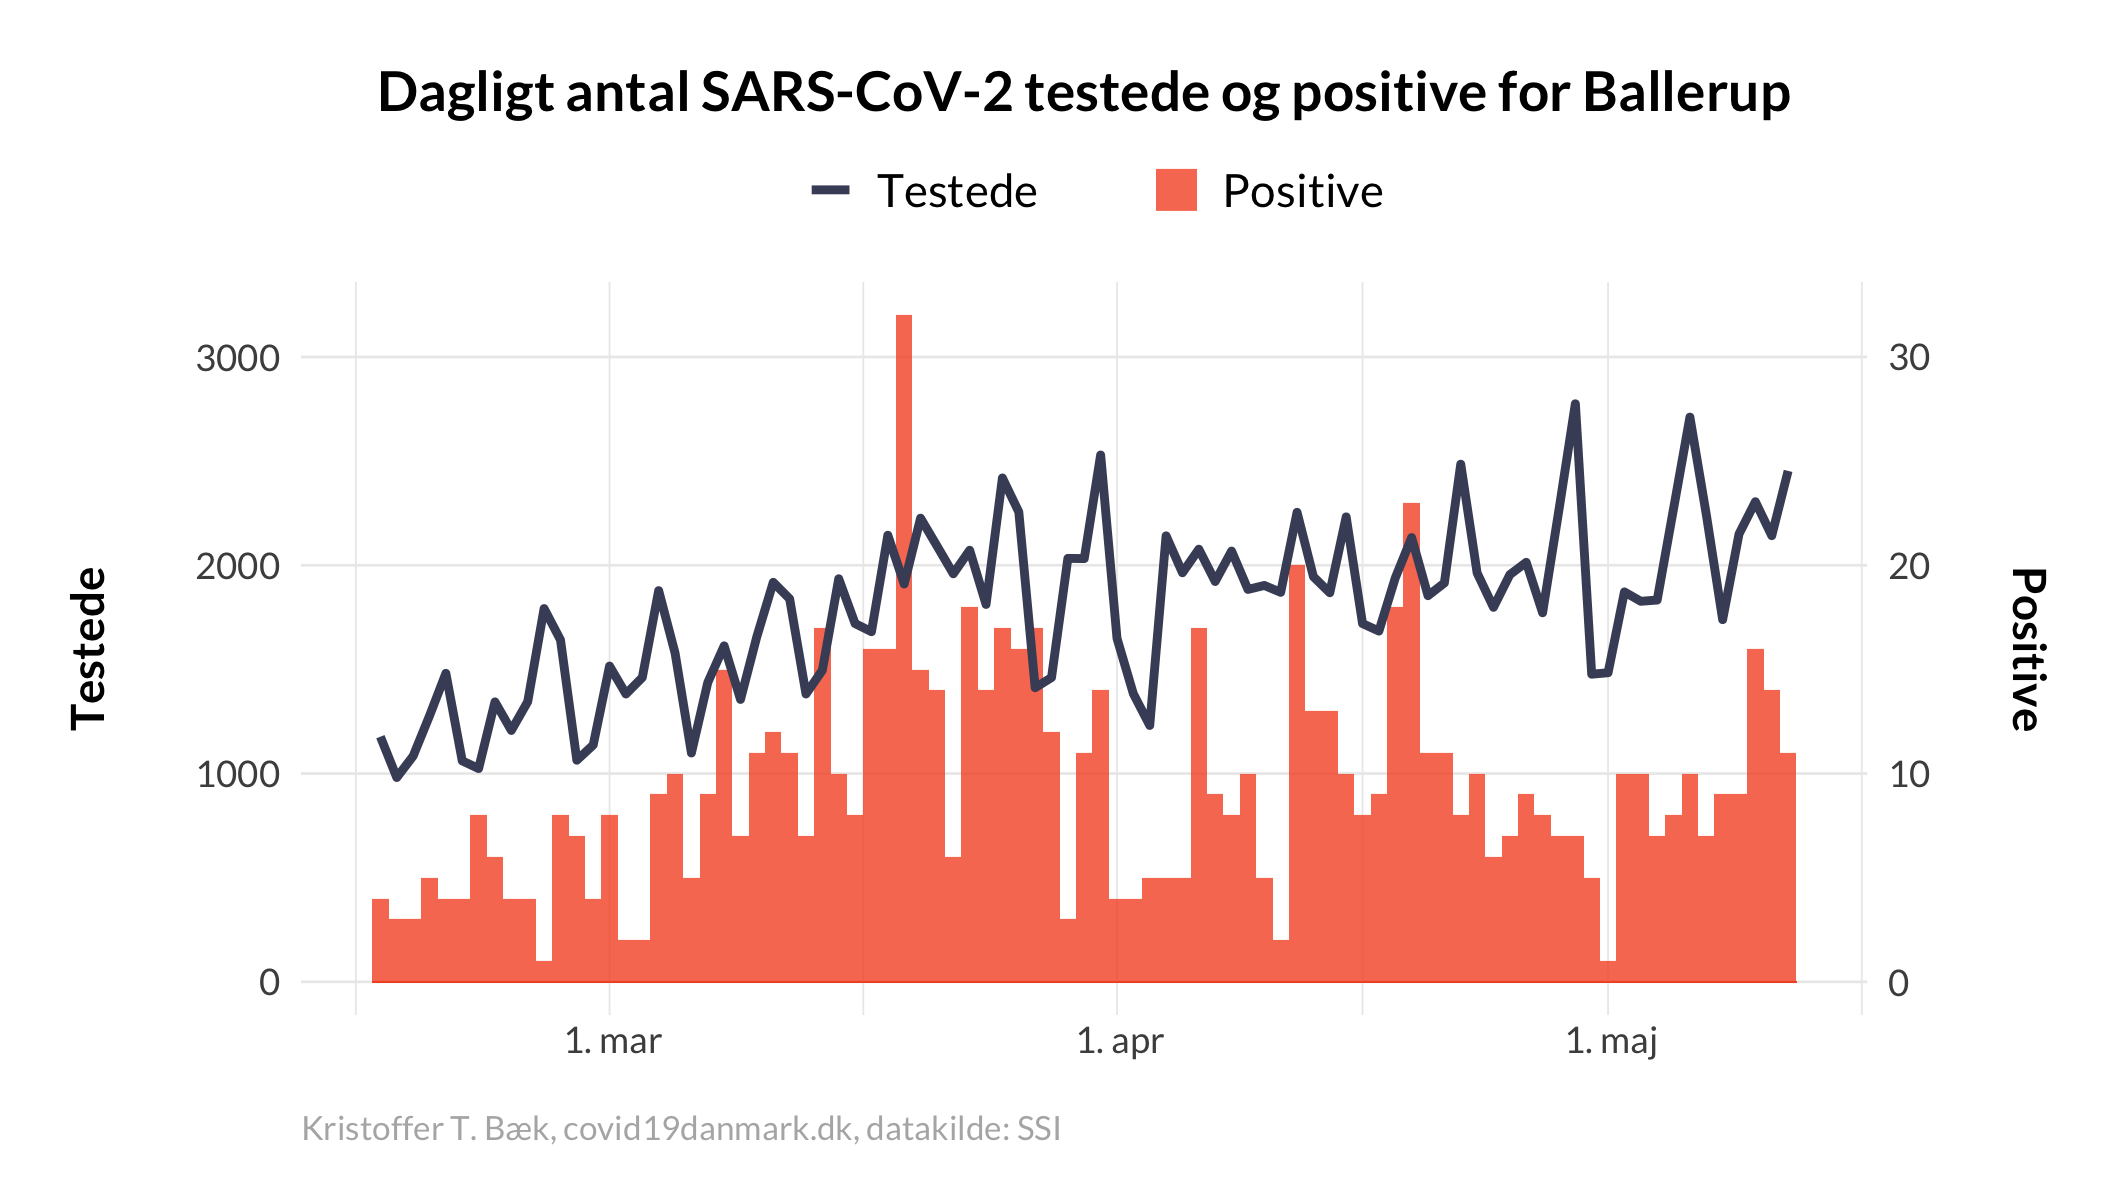 Dagligt antal SARS-CoV-2 testede og positive for Ballerup
Testede
Positive
3000
2000
1000
0
Testede
30
20
10
0
Positive
1. mar
1. apr
1. maj
Kristoffer T. Bæk, covid19danmark.dk, datakilde: SSI